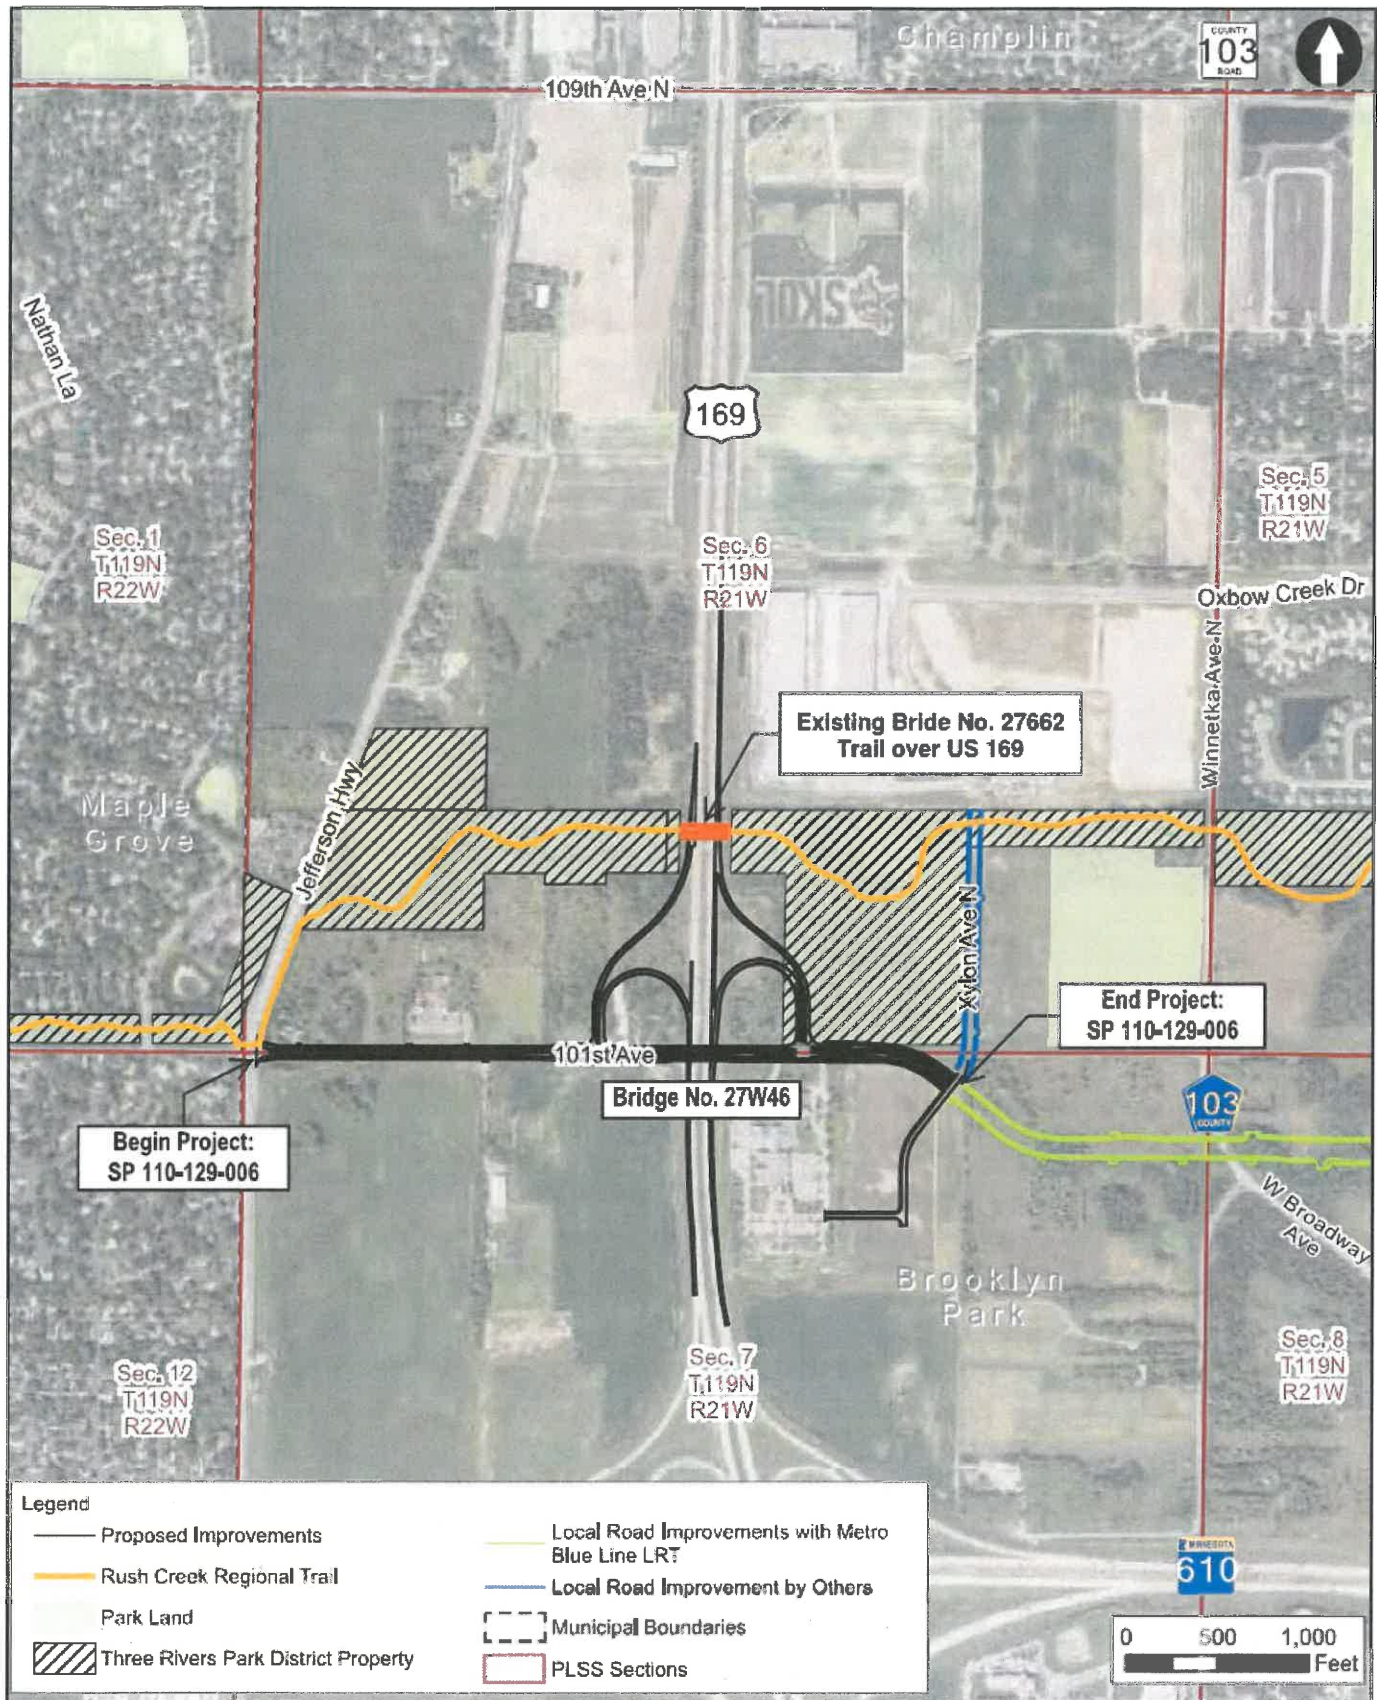 Champlin
COUNTY
103
ROAD
109th Ave N
SKOL
Nathan La
169
Sec. 5
T119N
R21W
Sec. 1
T119N
R22W
Sec. 6
T119N
R21W
Oxbow Creek Dr
Winnetka Ave N
Existing Bride No. 27662
Trail over US 169
Maple
Grove
Jefferson Hwy
Xylon Ave N
End Project:
SP 110-129-006
101st Ave
Bridge No. 27W46
103
COUNTY
Begin Project:
SP 110-129-006
W Broadway
Ave
Brooklyn
Park
Sec. 12
T119N
R22W
Sec. 7
T119N
R21W
Sec. 8
T119N
R21W
Legend
Proposed Improvements
Rush Creek Regional Trail
Park Land
Three Rivers Park District Property
Local Road Improvements with Metro
Blue Line LRT
Local Road Improvement by Others
Municipal Boundaries
PLSS Sections
MINNESOTA
610
0 500 1,000
Feet